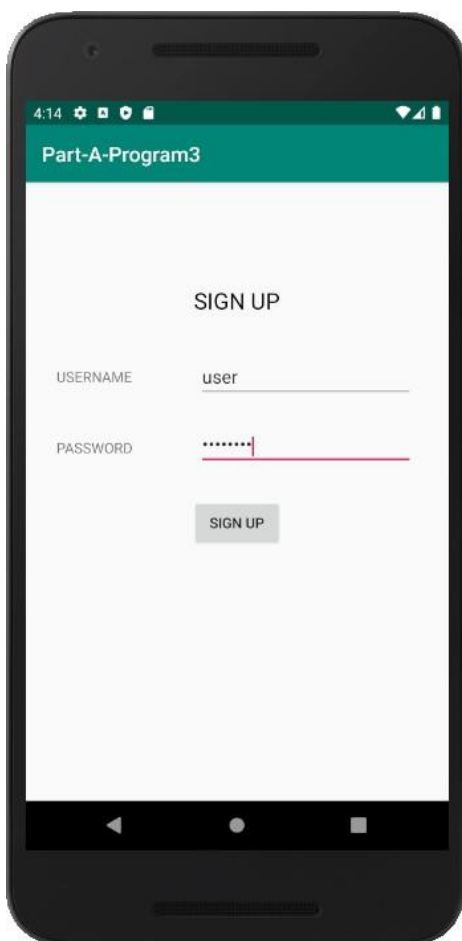 4:14
Part-A-Program3
SIGN UP
USERNAME user
PASSWORD ••••••••
SIGN UP